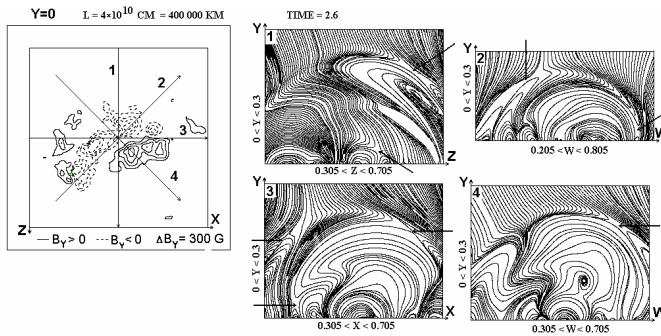 Y=0 L = 4×10¹⁰ CM = 400 000 KM TIME = 2.6
1
2
3
4
Z
X
— B_Y > 0 --- B_Y < 0 ΔB_Y = 300 G
1
Y
0 < Y < 0.3
Z
0.305 < Z < 0.705
2
Y
0 < Y < 0.3
W
0.205 < W < 0.805
3
Y
0 < Y < 0.3
X
0.305 < X < 0.705
4
Y
0 < Y < 0.3
W
0.305 < W < 0.705